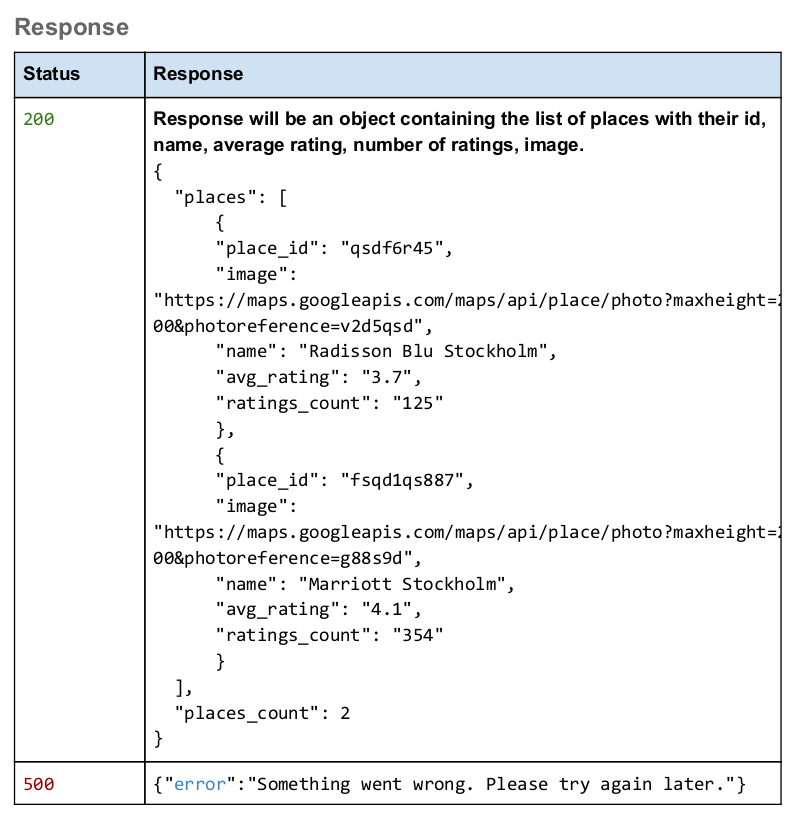 Response
Status Response
200 Response will be an object containing the list of places with their id,
name, average rating, number of ratings, image.
{
  "places": [
      {
      "place_id": "qsdf6r45",
      "image":
"https://maps.googleapis.com/maps/api/place/photo?maxheight=2
00&photoreference=v2d5qsd",
      "name": "Radisson Blu Stockholm",
      "avg_rating": "3.7",
      "ratings_count": "125"
      },
      {
      "place_id": "fsqd1qs887",
      "image":
"https://maps.googleapis.com/maps/api/place/photo?maxheight=2
00&photoreference=g88s9d",
      "name": "Marriott Stockholm",
      "avg_rating": "4.1",
      "ratings_count": "354"
      }
  ],
  "places_count": 2
}
500 {"error":"Something went wrong. Please try again later."}